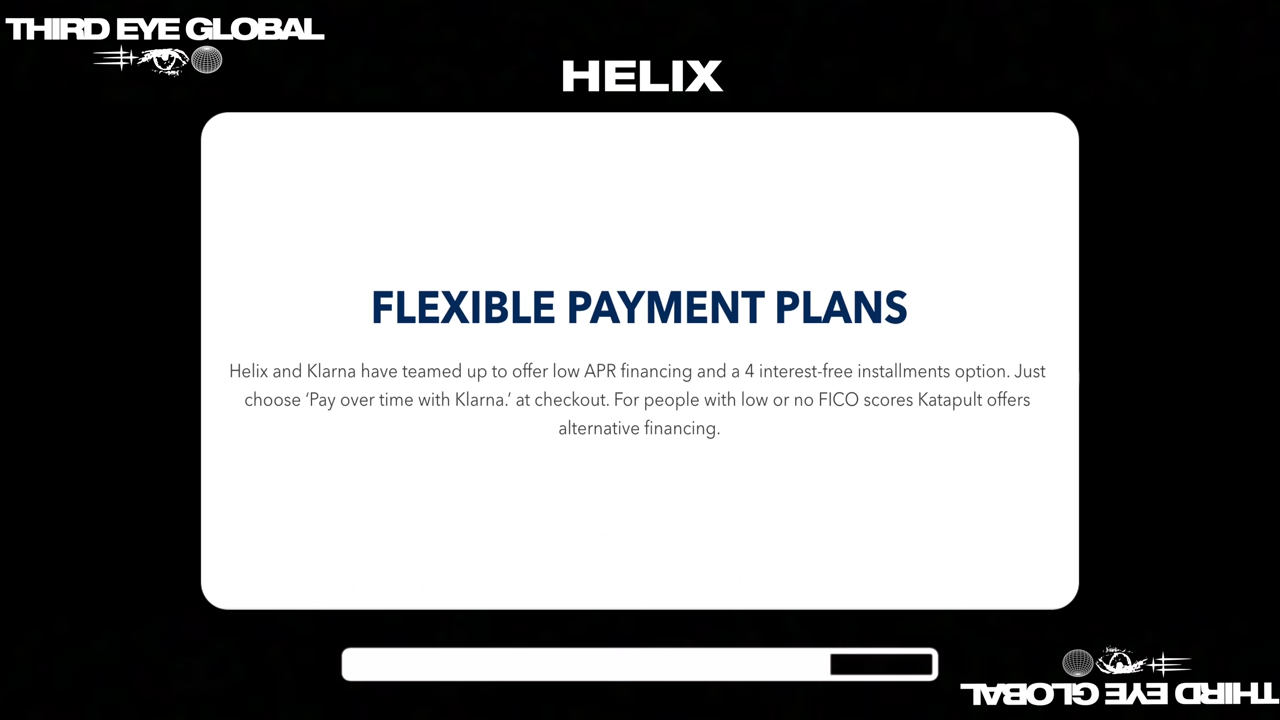 THIRD EYE GLOBAL
HELIX
FLEXIBLE PAYMENT PLANS
Helix and Klarna have teamed up to offer low APR financing and a 4 interest-free installments option. Just
choose ‘Pay over time with Klarna.’ at checkout. For people with low or no FICO scores Katapult offers
alternative financing.
THIRD EYE GLOBAL